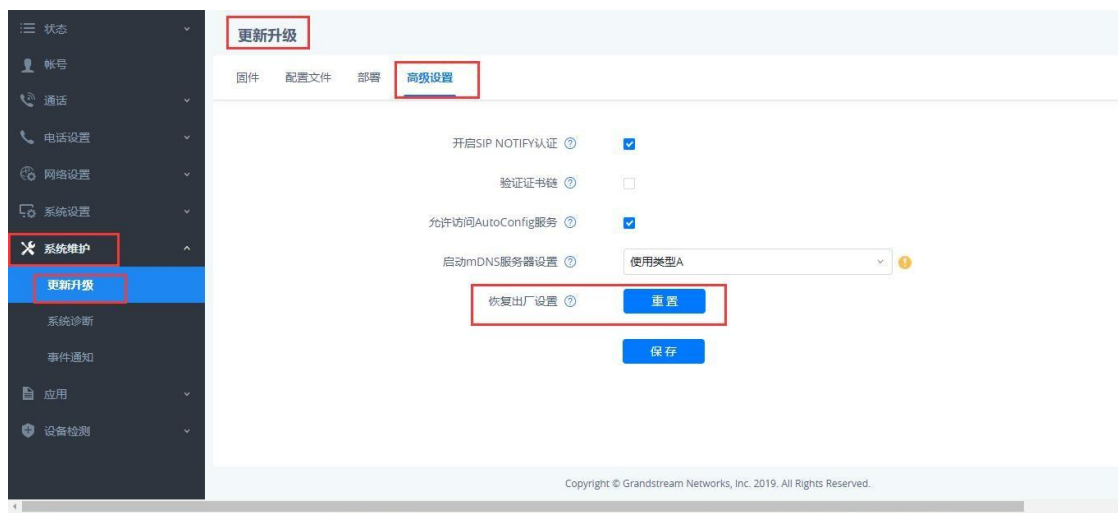 状态
帐号
通话
电话设置
网络设置
系统设置
系统维护
更新升级
系统诊断
事件通知
应用
设备检测
更新升级
固件 配置文件 部署 高级设置
开启SIP NOTIFY认证
验证证书链
允许访问AutoConfig服务
启动mDNS服务器设置 使用类型A
恢复出厂设置 重置
保存
Copyright © Grandstream Networks, Inc. 2019. All Rights Reserved.